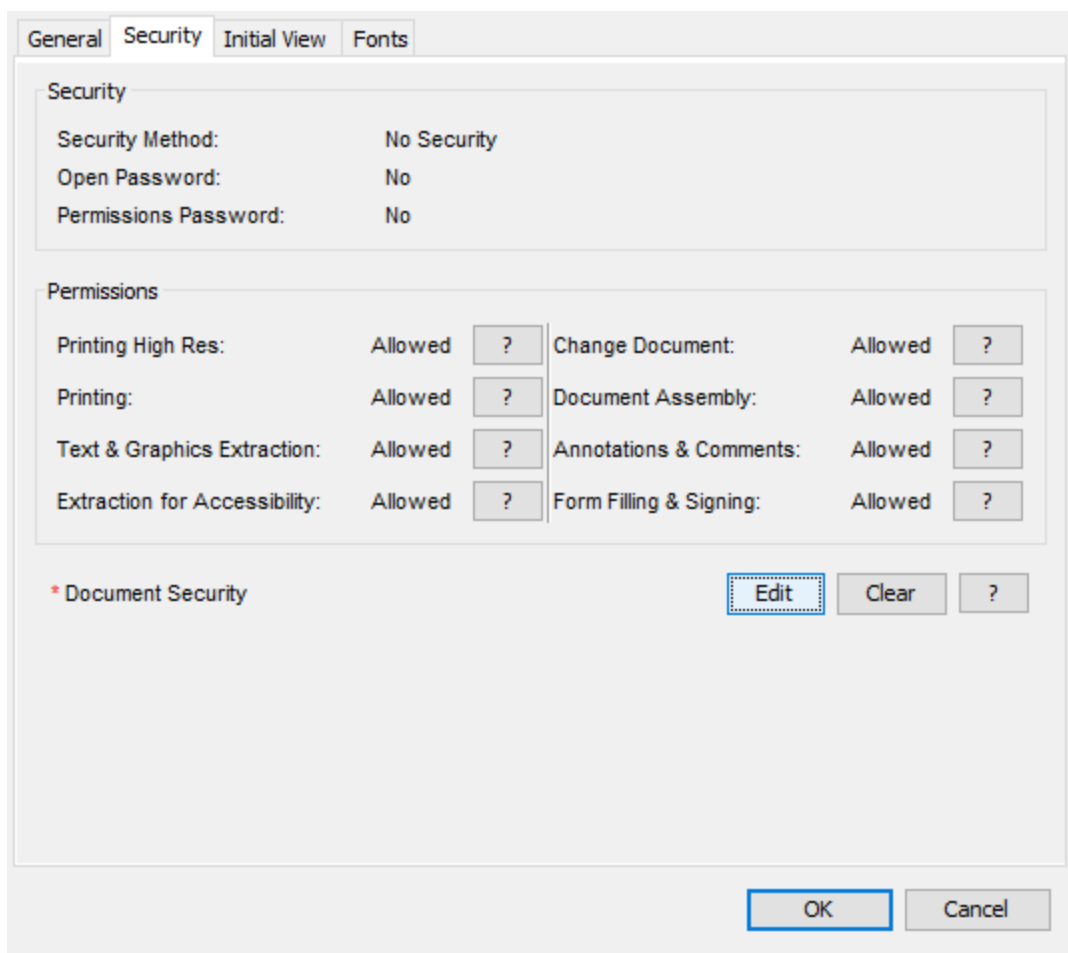 General Security Initial View Fonts
Security
Security Method: No Security
Open Password: No
Permissions Password: No
Permissions
Printing High Res: Allowed ? Change Document: Allowed ?
Printing: Allowed ? Document Assembly: Allowed ?
Text & Graphics Extraction: Allowed ? Annotations & Comments: Allowed ?
Extraction for Accessibility: Allowed ? Form Filling & Signing: Allowed ?
* Document Security Edit Clear ?
OK Cancel